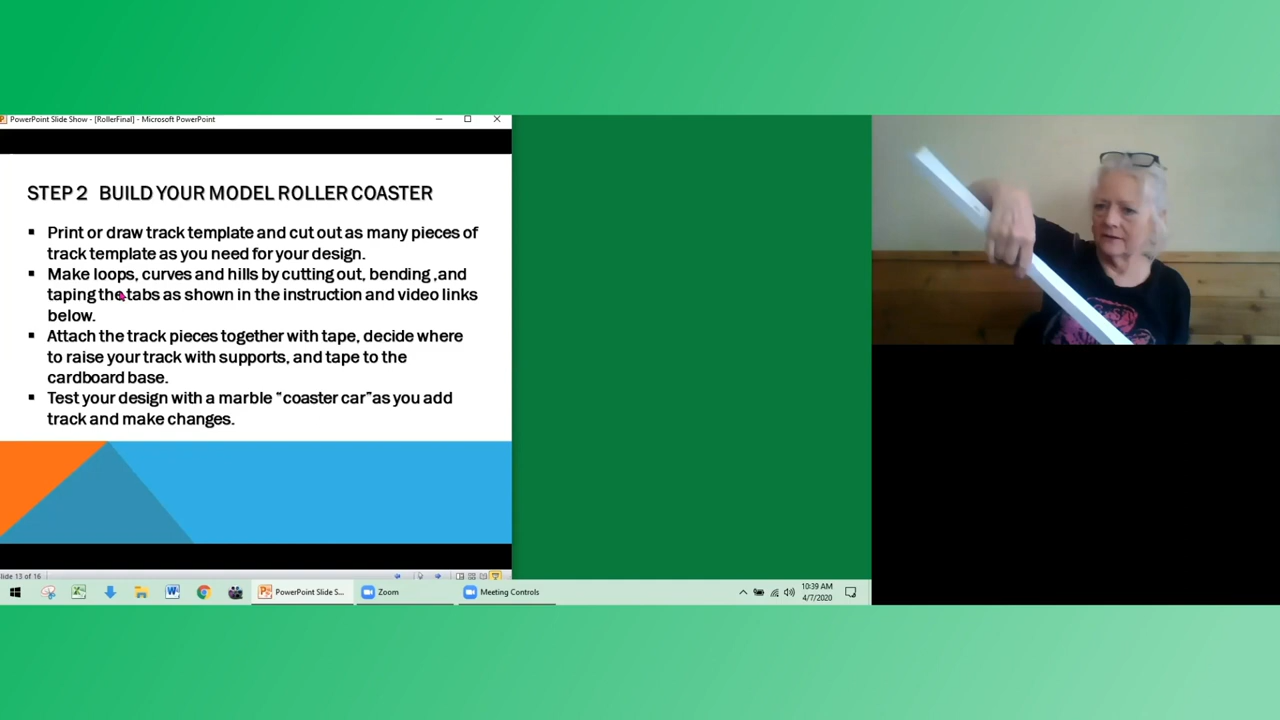 PowerPoint Slide Show - [RollerFinal] - Microsoft PowerPoint
STEP 2 BUILD YOUR MODEL ROLLER COASTER
▪ Print or draw track template and cut out as many pieces of
track template as you need for your design.
▪ Make loops, curves and hills by cutting out, bending ,and
taping the tabs as shown in the instruction and video links
below.
▪ Attach the track pieces together with tape, decide where
to raise your track with supports, and tape to the
cardboard base.
▪ Test your design with a marble "coaster car"as you add
track and make changes.
lide 13 of 16
PowerPoint Slide S...
Zoom
Meeting Controls
10:39 AM
4/7/2020